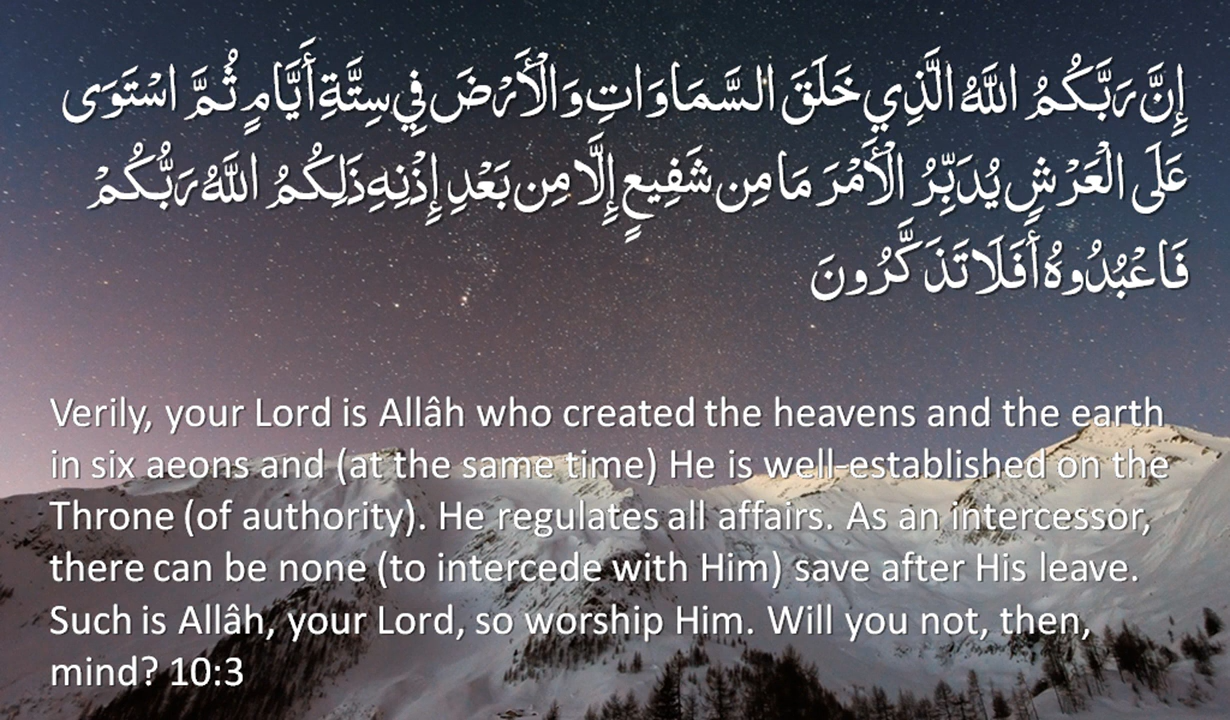 إِنَّ رَبَّكُمُ اللَّهُ الَّذِي خَلَقَ السَّمَاوَاتِ وَالْأَرْضَ فِي سِتَّةِ أَيَّامٍ ثُمَّ اسْتَوَى
عَلَى الْعَرْشِ يُدَبِّرُ الْأَمْرَ مَا مِن شَفِيعٍ إِلَّا مِن بَعْدِ إِذْنِهِ ذَلِكُمُ اللَّهُ رَبُّكُمْ
فَاعْبُدُوهُ أَفَلَا تَذَكَّرُونَ
Verily, your Lord is Allâh who created the heavens and the earth
in six aeons and (at the same time) He is well-established on the
Throne (of authority). He regulates all affairs. As an intercessor,
there can be none (to intercede with Him) save after His leave.
Such is Allâh, your Lord, so worship Him. Will you not, then,
mind? 10:3